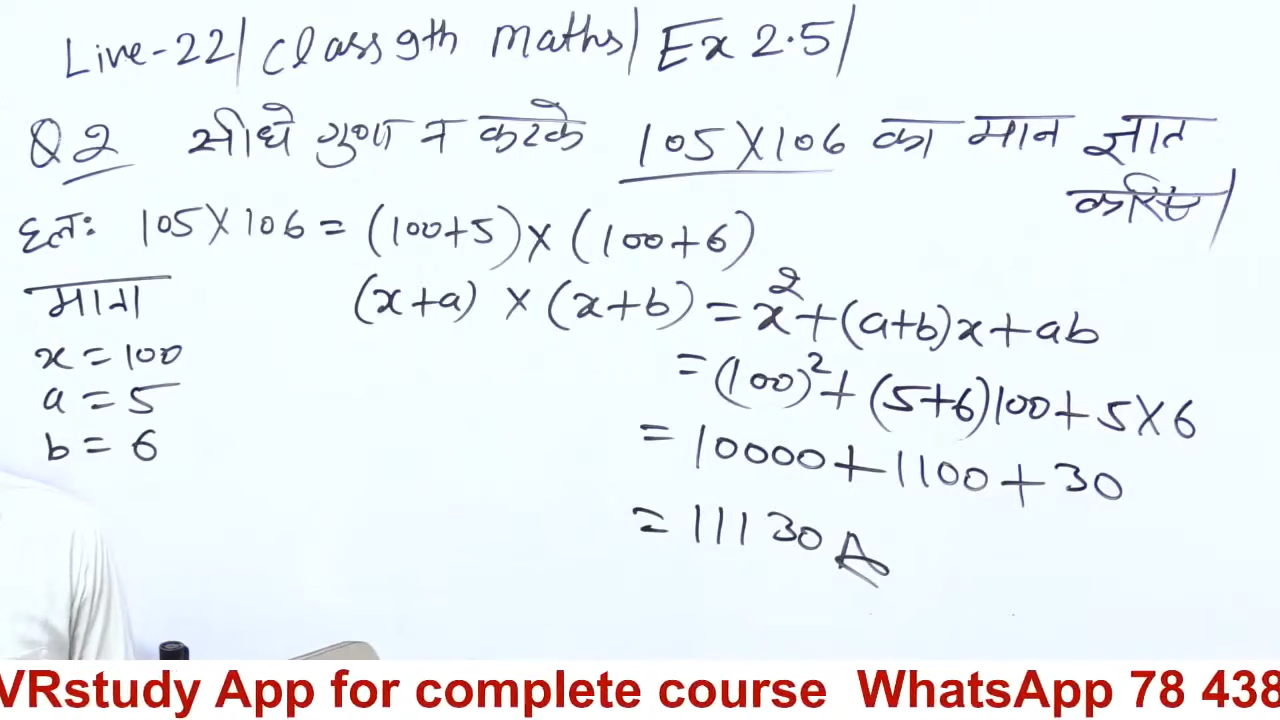 Live-22| Class 9th maths| Ex 2.5|
Q 2 सीधे गुणा न करके 105×106 का मान ज्ञात
करिए|
हल: 105×106 = (100+5)×(100+6)
माना (x+a) × (x+b) = x²+(a+b)x+ab
x = 100 = (100)²+(5+6)100+5×6
a = 5
b = 6 = 10000+1100+30
= 11130 A
VRstudy App for complete course WhatsApp 78 438